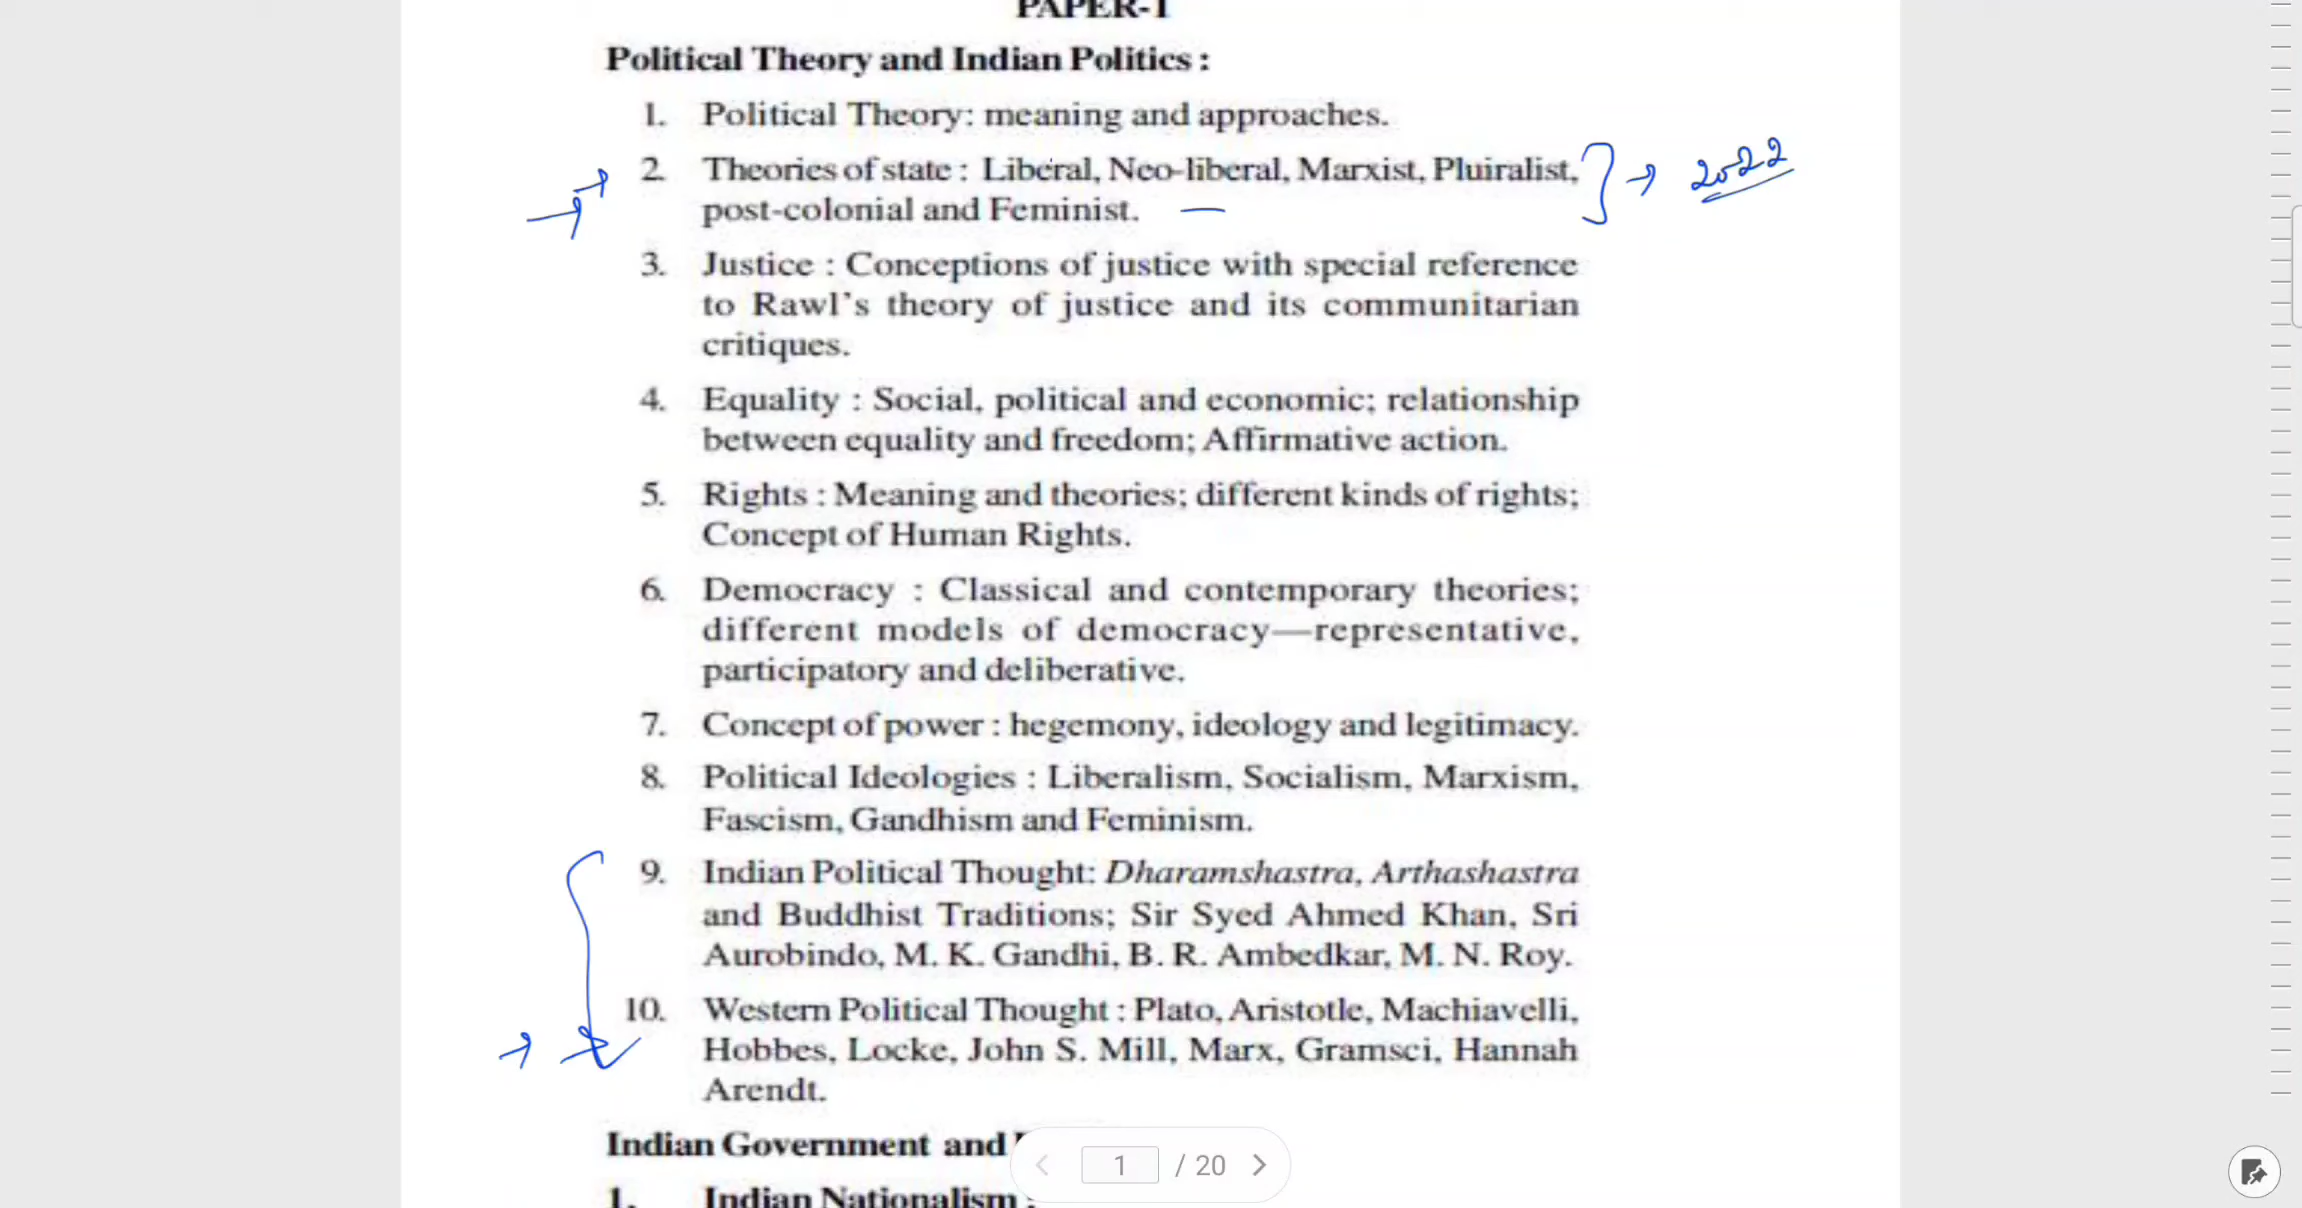 PAPER-1
Political Theory and Indian Politics :
1. Political Theory: meaning and approaches.
2. Theories of state : Liberal, Neo-liberal, Marxist, Pluiralist, → 2022
post-colonial and Feminist.
3. Justice : Conceptions of justice with special reference
to Rawl's theory of justice and its communitarian
critiques.
4. Equality : Social, political and economic; relationship
between equality and freedom; Affirmative action.
5. Rights : Meaning and theories; different kinds of rights;
Concept of Human Rights.
6. Democracy : Classical and contemporary theories;
different models of democracy—representative,
participatory and deliberative.
7. Concept of power : hegemony, ideology and legitimacy.
8. Political Ideologies : Liberalism, Socialism, Marxism,
Fascism, Gandhism and Feminism.
9. Indian Political Thought: Dharamshastra, Arthashastra
and Buddhist Traditions; Sir Syed Ahmed Khan, Sri
Aurobindo, M. K. Gandhi, B. R. Ambedkar, M. N. Roy.
10. Western Political Thought : Plato, Aristotle, Machiavelli,
Hobbes, Locke, John S. Mill, Marx, Gramsci, Hannah
Arendt.
Indian Government and
1 / 20
1. Indian Nationalism :